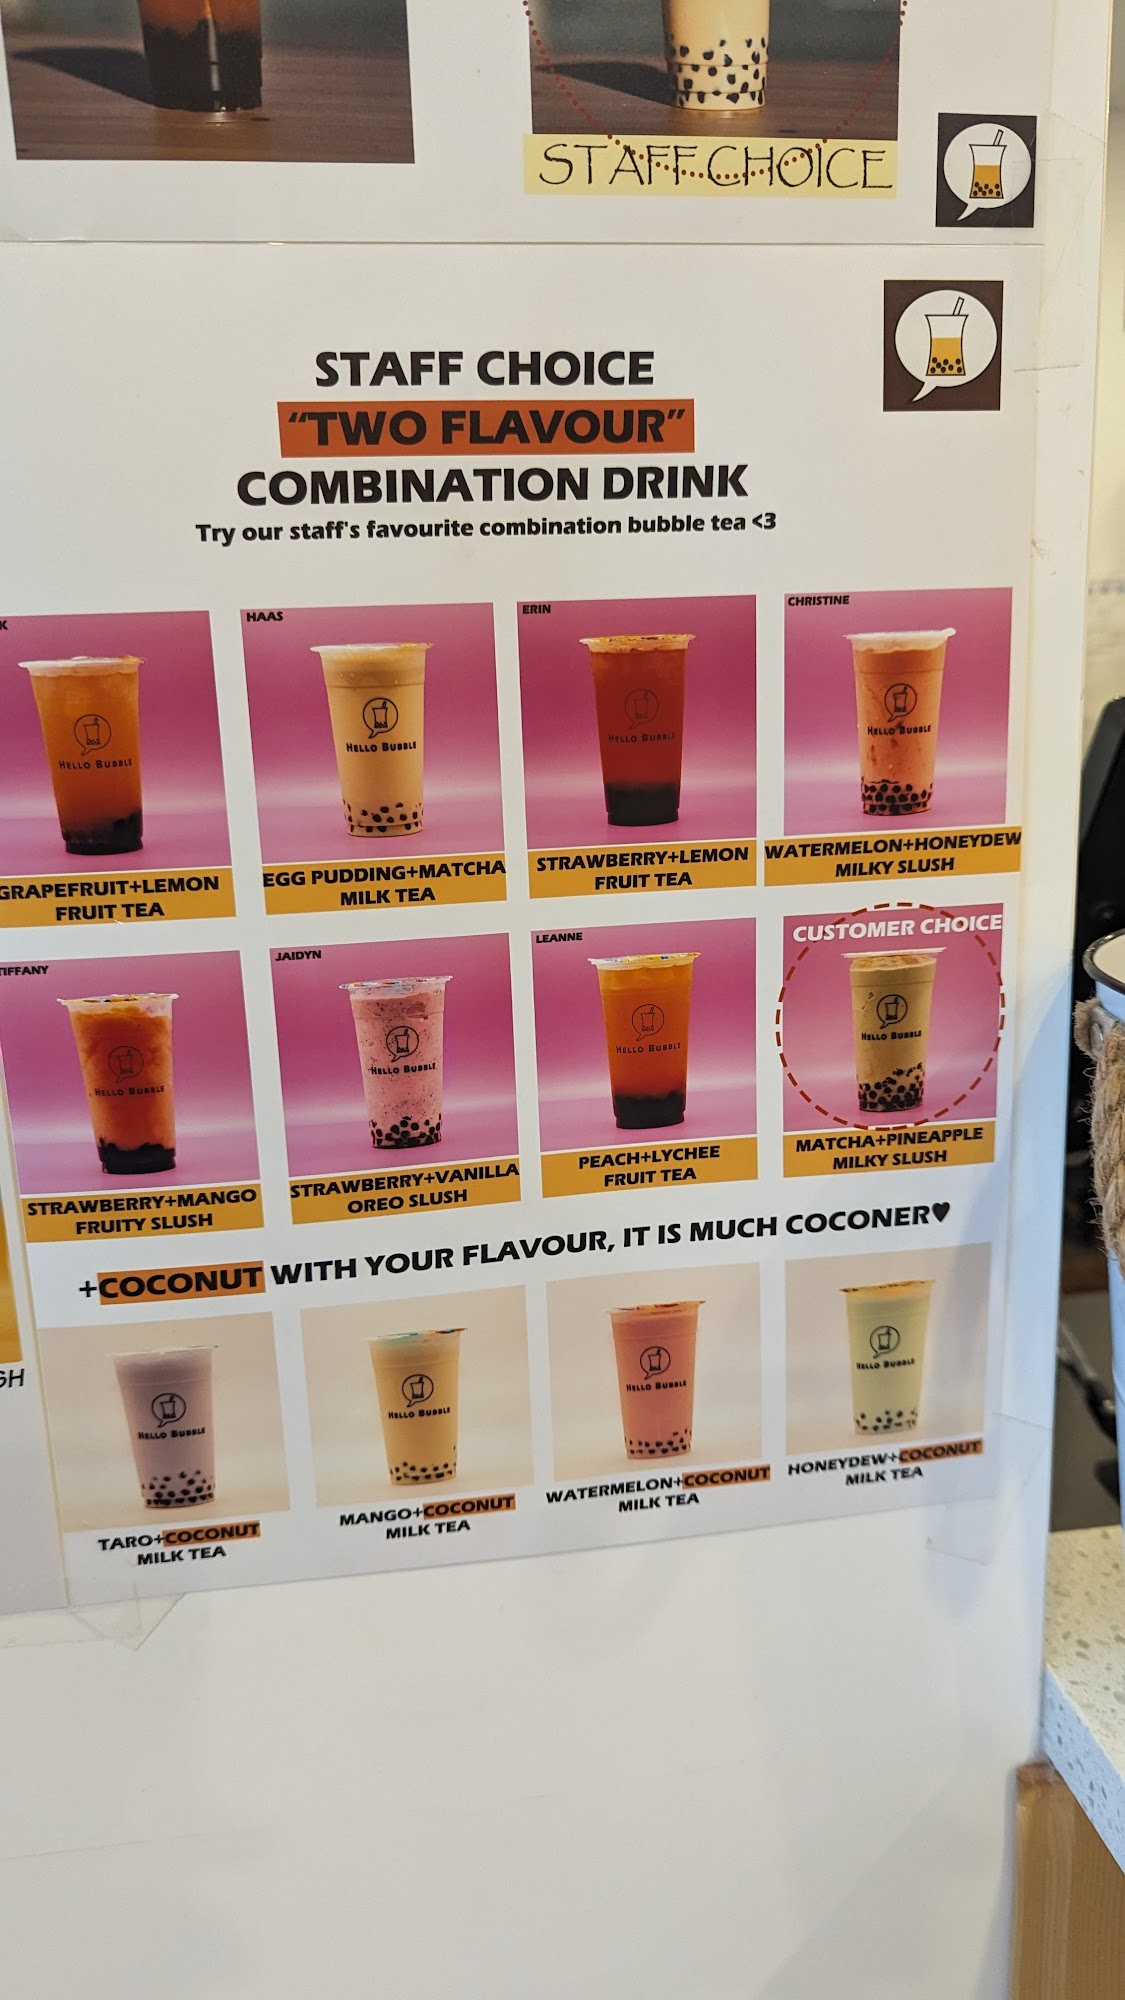 STAFF CHOICE
STAFF CHOICE
"TWO FLAVOUR"
COMBINATION DRINK
Try our staff's favourite combination bubble tea <3
K
HAAS
ERIN
CHRISTINE
HELLO BUBBLE
HELLO BUBBLE
HELLO BUBBLE
HELLO BUBBLE
GRAPEFRUIT+LEMON
FRUIT TEA
EGG PUDDING+MATCHA
MILK TEA
STRAWBERRY+LEMON
FRUIT TEA
WATERMELON+HONEYDEW
MILKY SLUSH
TIFFANY
JAIDYN
LEANNE
CUSTOMER CHOICE
HELLO BUBBLE
HELLO BUBBLE
HELLO BUBBLE
HELLO BUBBLE
STRAWBERRY+MANGO
FRUITY SLUSH
STRAWBERRY+VANILLA
OREO SLUSH
PEACH+LYCHEE
FRUIT TEA
MATCHA+PINEAPPLE
MILKY SLUSH
+COCONUT WITH YOUR FLAVOUR, IT IS MUCH COCONER♥
SH
HELLO BUBBLE
HELLO BUBBLE
HELLO BUBBLE
HELLO BUBBLE
TARO+COCONUT
MILK TEA
MANGO+COCONUT
MILK TEA
WATERMELON+COCONUT
MILK TEA
HONEYDEW+COCONUT
MILK TEA